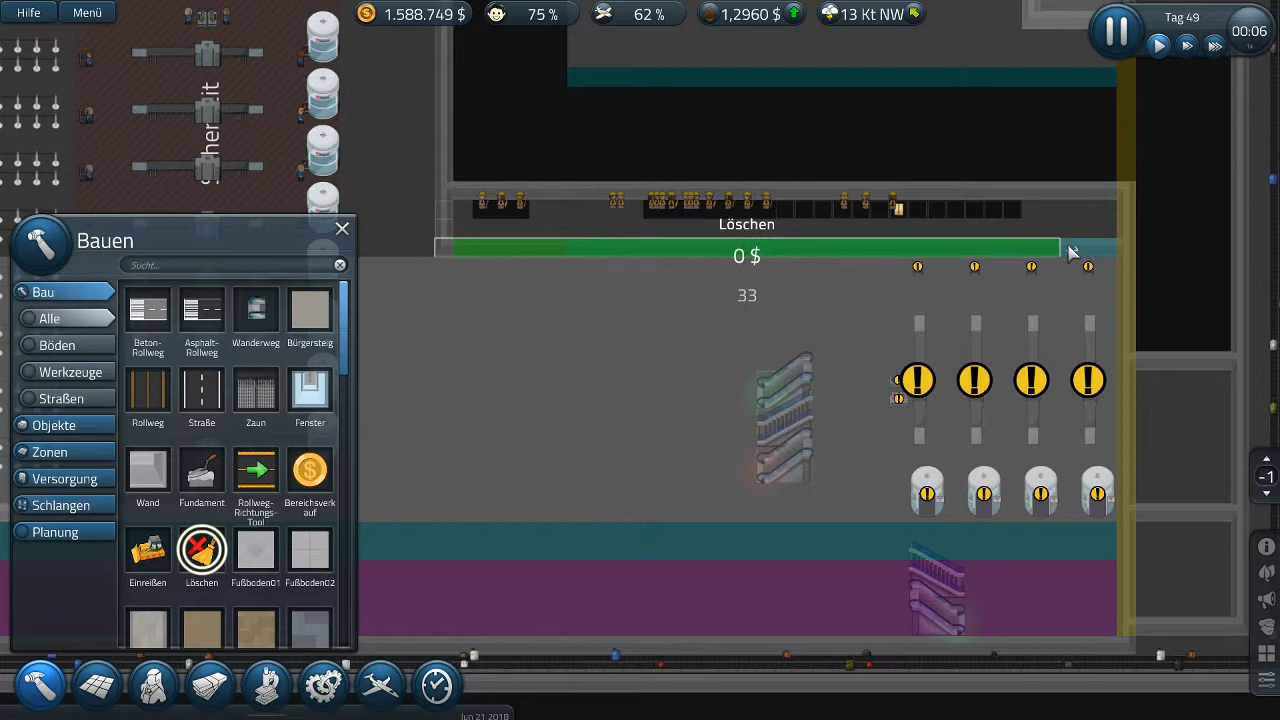 Hilfe
Menü
1.588.749 $
75 %
62 %
1,2960 $
13 Kt NW
Tag 49
00:06
1x
Löschen
0 $
33
Bauen
Sucht...
Bau
Alle
Böden
Werkzeuge
Straßen
Objekte
Zonen
Versorgung
Schlangen
Planung
Beton-
Rollweg
Asphalt-
Rollweg
Wanderweg
Bürgersteig
Rollweg
Straße
Zaun
Fenster
Wand
Fundament
Rollweg-
Richtungs-
Tool
Bereichsverk
auf
Einreißen
Löschen
Fußboden01
Fußboden02
-1
Jun 21 2018